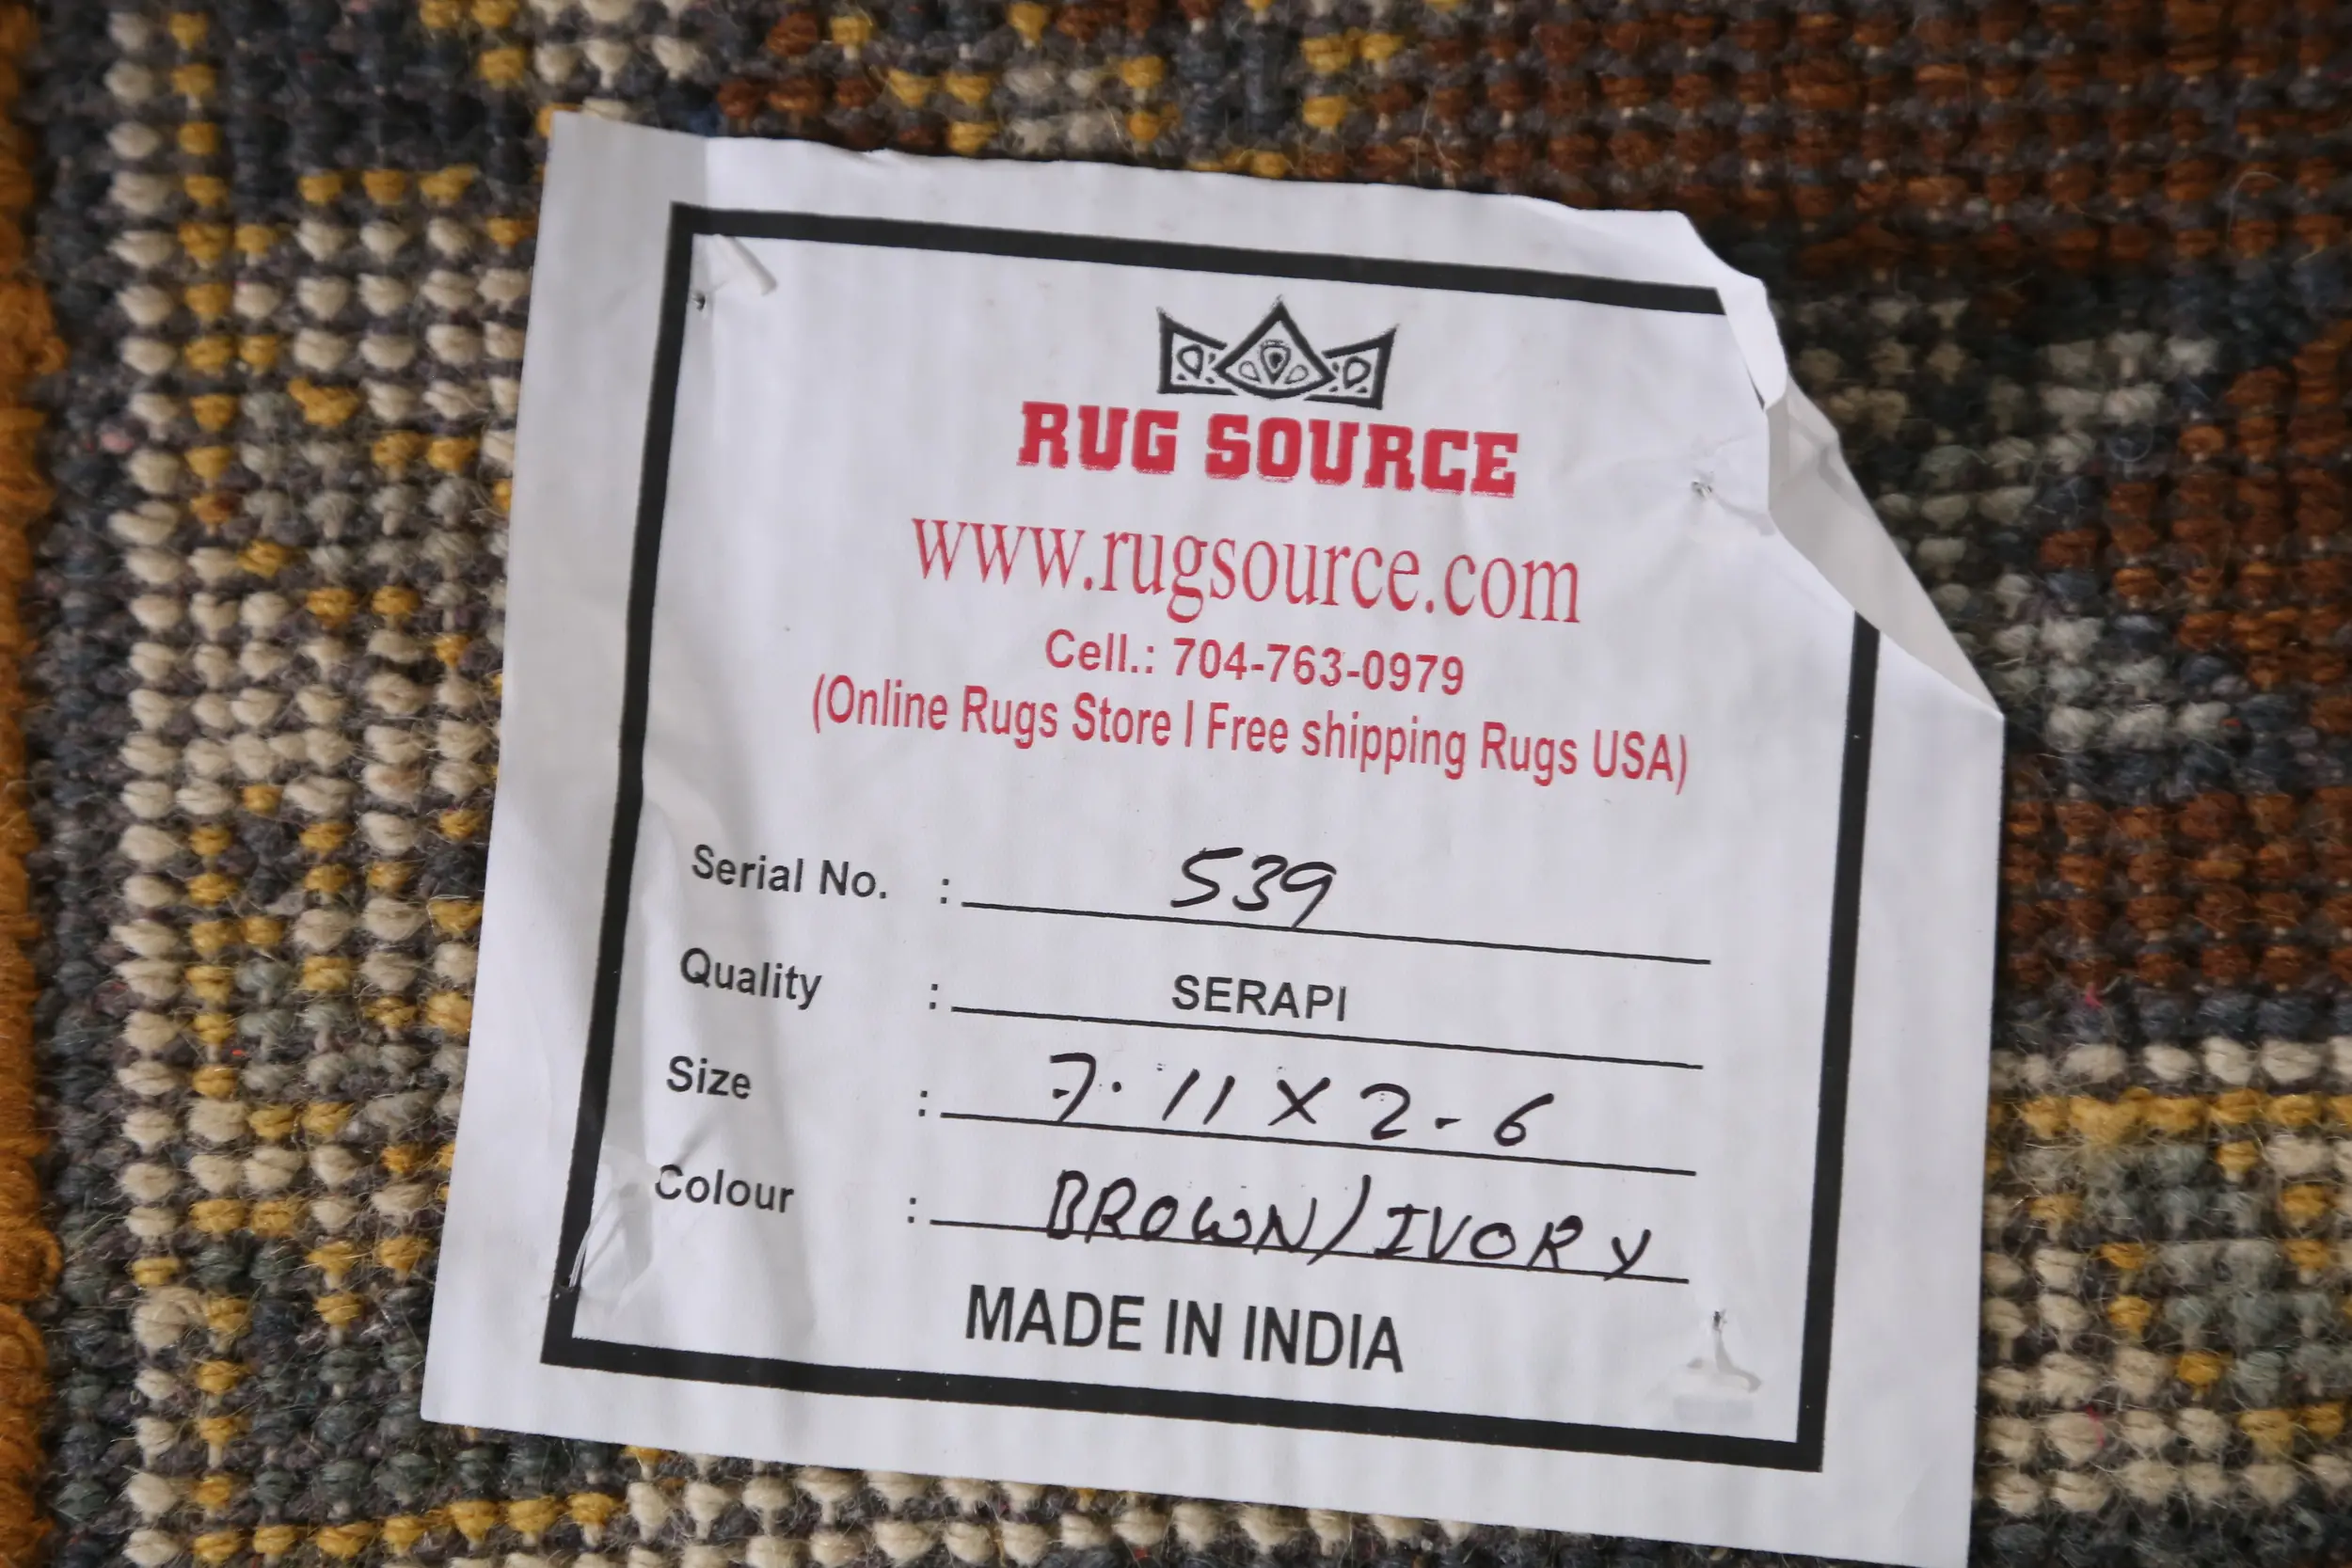 RUG SOURCE
www.rugsource.com
Cell.: 704-763-0979
(Online Rugs Store I Free shipping Rugs USA)
Serial No. : 539
Quality : SERAPI
Size : 7.11 X 2-6
Colour : BROWN/IVORY
MADE IN INDIA